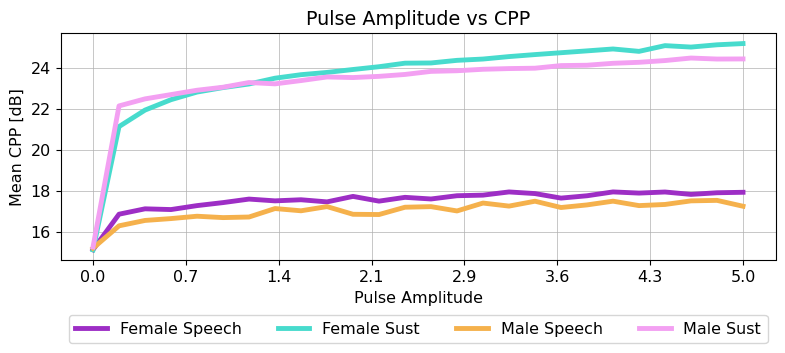 Pulse Amplitude vs CPP
Mean CPP [dB]
24
22
20
18
16
0.0 0.7 1.4 2.1 2.9 3.6 4.3 5.0
Pulse Amplitude
Female Speech Female Sust Male Speech Male Sust